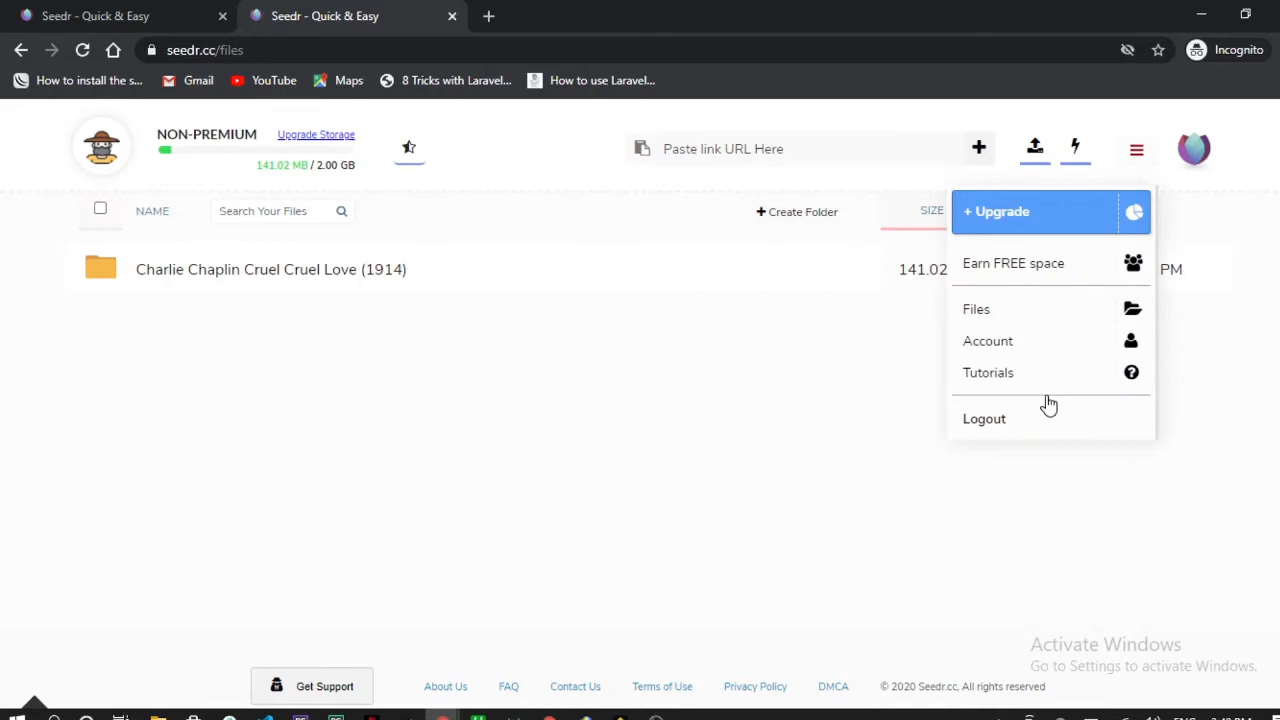 Seedr - Quick & Easy
Seedr - Quick & Easy
seedr.cc/files
Incognito
How to install the s...
Gmail
YouTube
Maps
8 Tricks with Laravel...
How to use Laravel...
NON-PREMIUM
Upgrade Storage
141.02 MB / 2.00 GB
Paste link URL Here
NAME
Search Your Files
+ Create Folder
SIZE
+ Upgrade
Charlie Chaplin Cruel Cruel Love (1914)
141.02
PM
Earn FREE space
Files
Account
Tutorials
Logout
Activate Windows
Go to Settings to activate Windows.
Get Support
About Us
FAQ
Contact Us
Terms of Use
Privacy Policy
DMCA
© 2020 Seedr.cc, All rights reserved